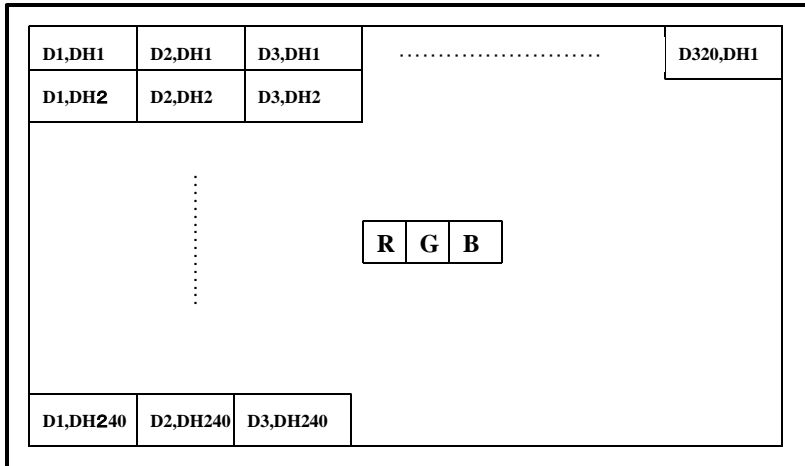 D1,DH1 D2,DH1 D3,DH1 .......................... D320,DH1
D1,DH2 D2,DH2 D3,DH2
R G B
D1,DH240 D2,DH240 D3,DH240